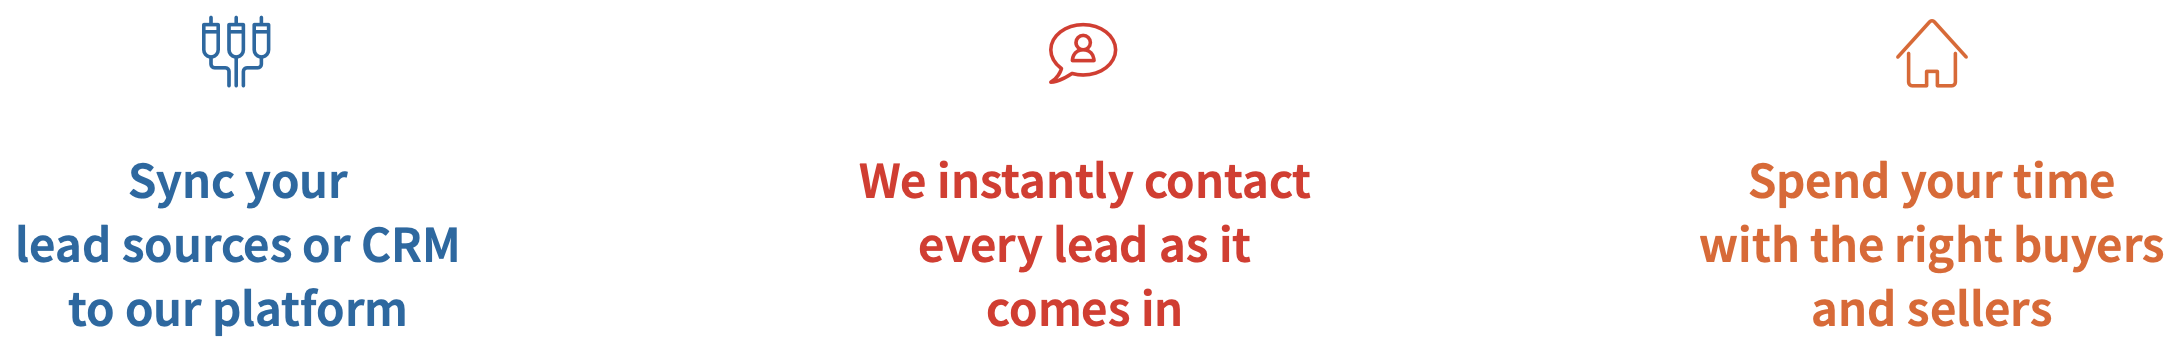 Sync your
lead sources or CRM
to our platform
We instantly contact
every lead as it
comes in
Spend your time
with the right buyers
and sellers